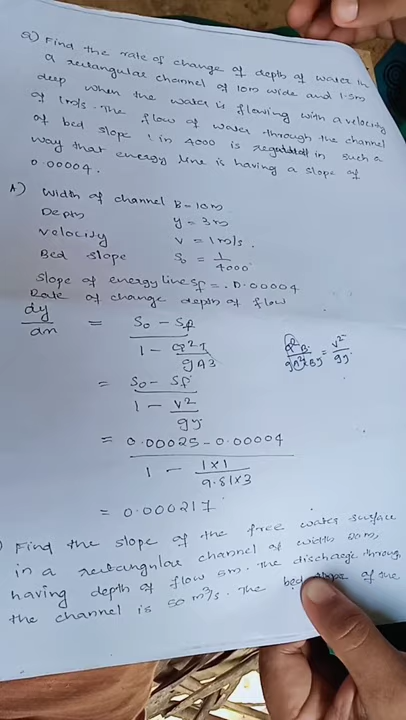 Q) Find the rate of change of depth of water in
a rectangular channel of 10m wide and 1.5m
deep when the water is flowing with a velocity
of 1m/s. The flow of water through the channel
of bed slope 1 in 4000 is regulated in such a
way that energy line is having a slope of
0.00004.
A) Width of channel B = 10m
Depth y = 3m
Velocity V = 1m/s.
Bed slope S₀ = 1/4000
Slope of energy line Sf = 0.00004
Rate of change depth of flow
dy/dx = (S₀ - Sf) / (1 - Q²T/gA3)
= (S₀ - Sf) / (1 - V²/gy)
= V²/gy
= (0.00025 - 0.00004) / (1 - (1x1)/(9.81x3))
= 0.000217
) Find the slope of the free water surface
in a rectangular channel of width 20m,
having depth of flow 5m. The discharge through
the channel is 50 m³/s. The bed slope of the